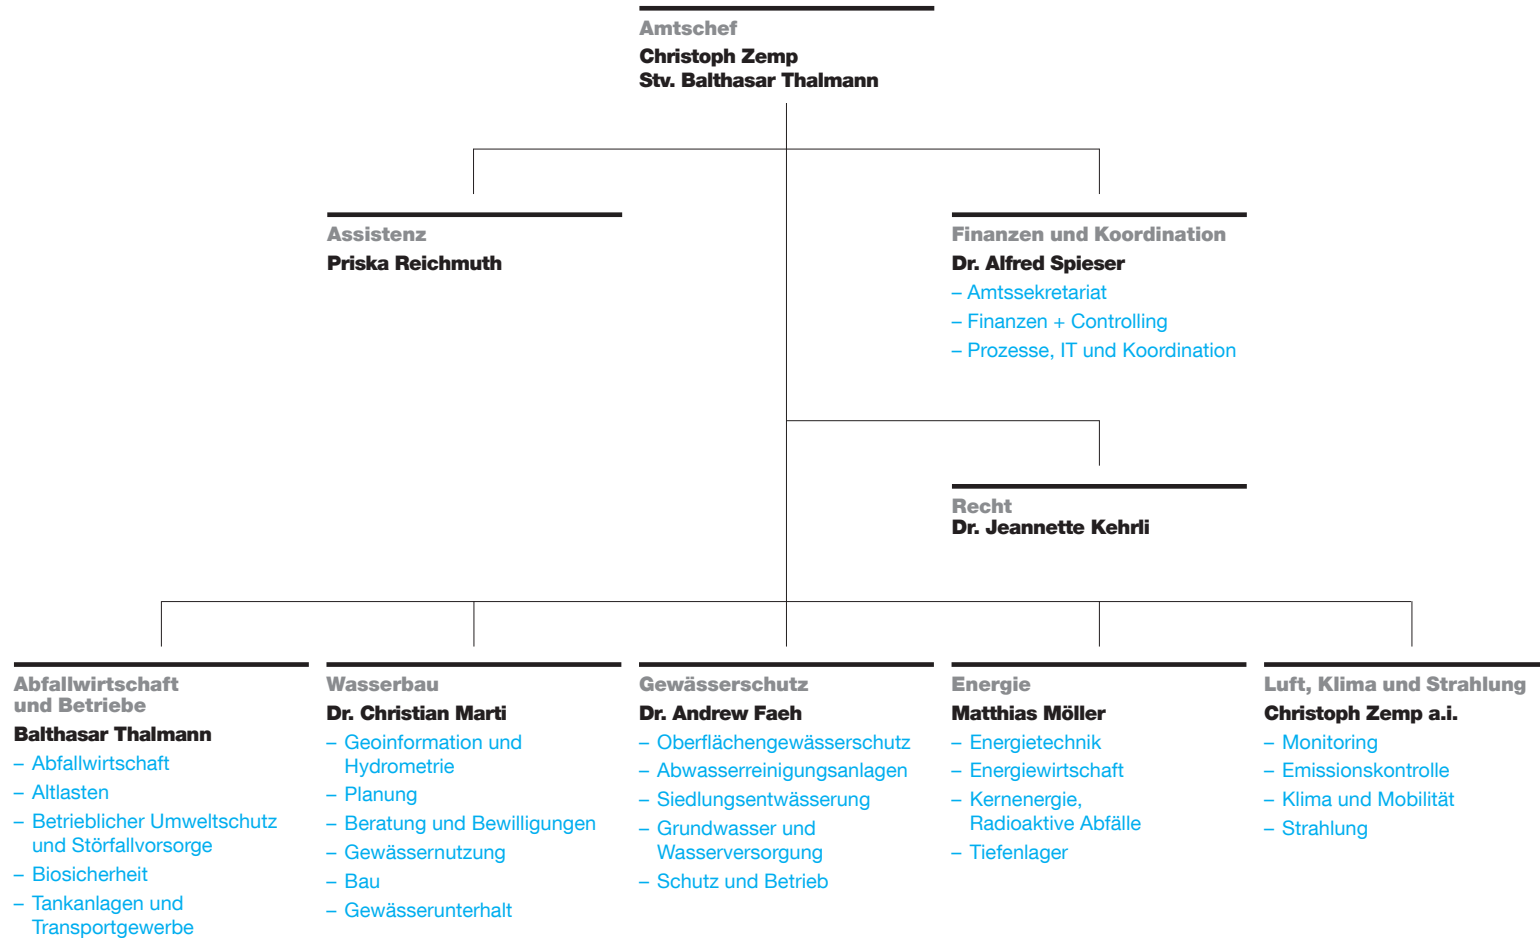 Amtschef
Christoph Zemp
Stv. Balthasar Thalmann
Assistenz
Priska Reichmuth
Finanzen und Koordination
Dr. Alfred Spieser
– Amtssekretariat
– Finanzen + Controlling
– Prozesse, IT und Koordination
Recht
Dr. Jeannette Kehrli
Abfallwirtschaft
und Betriebe
Balthasar Thalmann
– Abfallwirtschaft
– Altlasten
– Betrieblicher Umweltschutz
und Störfallvorsorge
– Biosicherheit
– Tankanlagen und
Transportgewerbe
Wasserbau
Dr. Christian Marti
– Geoinformation und
Hydrometrie
– Planung
– Beratung und Bewilligungen
– Gewässernutzung
– Bau
– Gewässerunterhalt
Gewässerschutz
Dr. Andrew Faeh
– Oberflächengewässerschutz
– Abwasserreinigungsanlagen
– Siedlungsentwässerung
– Grundwasser und
Wasserversorgung
– Schutz und Betrieb
Energie
Matthias Möller
– Energietechnik
– Energiewirtschaft
– Kernenergie,
Radioaktive Abfälle
– Tiefenlager
Luft, Klima und Strahlung
Christoph Zemp a.i.
– Monitoring
– Emissionskontrolle
– Klima und Mobilität
– Strahlung